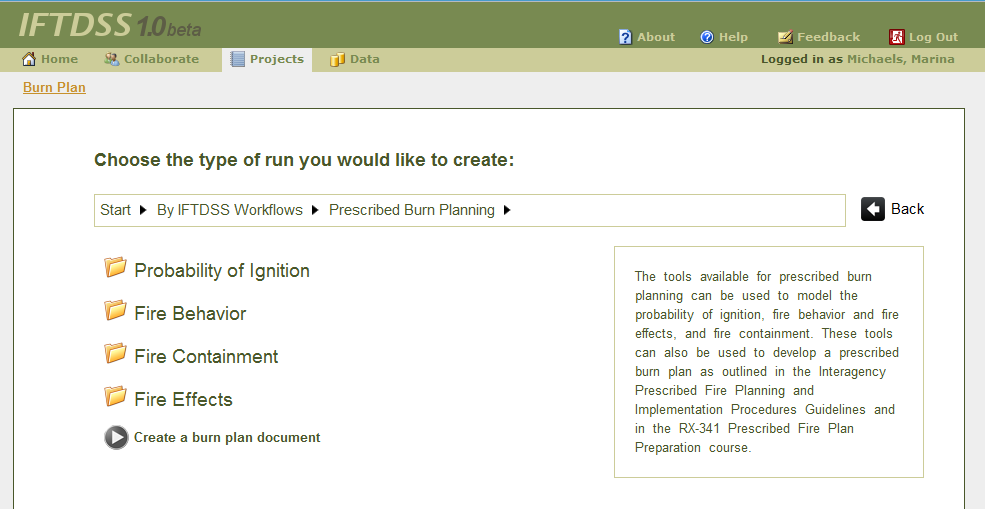 IFTDSS 1.0 beta
About Help Feedback Log Out
Home Collaborate Projects Data Logged in as Michaels, Marina
Burn Plan
Choose the type of run you would like to create:
Start By IFTDSS Workflows Prescribed Burn Planning Back
Probability of Ignition
Fire Behavior
Fire Containment
Fire Effects
Create a burn plan document
The tools available for prescribed burn
planning can be used to model the
probability of ignition, fire behavior and fire
effects, and fire containment. These tools
can also be used to develop a prescribed
burn plan as outlined in the Interagency
Prescribed Fire Planning and
Implementation Procedures Guidelines and
in the RX-341 Prescribed Fire Plan
Preparation course.